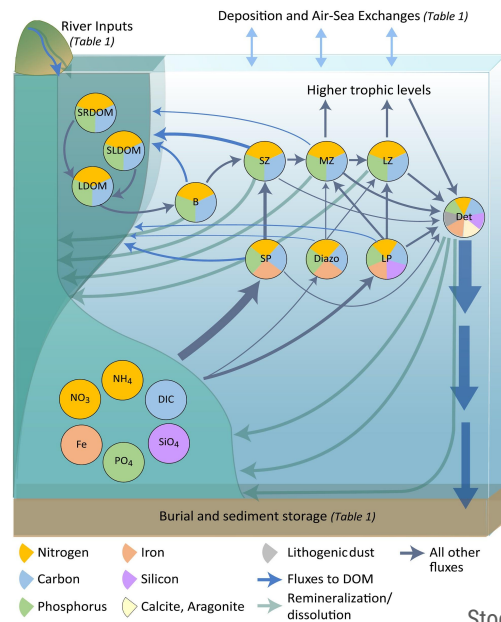 Deposition and Air-Sea Exchanges (Table 1)
River Inputs
(Table 1)
Higher trophic levels
SRDOM
SLDOM
LDOM
B
SZ
MZ
LZ
Det
SP
Diazo
LP
NH4
NO3
DIC
Fe
SiO4
PO4
Burial and sediment storage (Table 1)
Nitrogen
Iron
Lithogenic dust
All other
fluxes
Carbon
Silicon
Fluxes to DOM
Phosphorus
Calcite, Aragonite
Remineralization/
dissolution